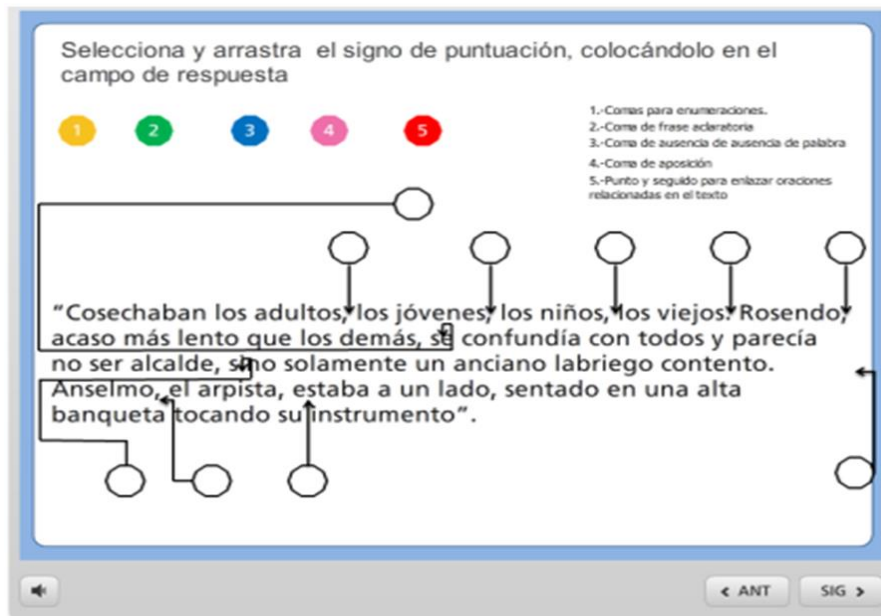 Selecciona y arrastra el signo de puntuación, colocándolo en el
campo de respuesta
1 2 3 4 5
1.-Comas para enumeraciones.
2.-Coma de frase aclaratoria
3.-Coma de ausencia de ausencia de palabra
4.-Coma de aposición
5.-Punto y seguido para enlazar oraciones
relacionadas en el texto
"Cosechaban los adultos, los jóvenes, los niños, los viejos. Rosendo,
acaso más lento que los demás, se confundía con todos y parecía
no ser alcalde, sino solamente un anciano labriego contento.
Anselmo, el arpista, estaba a un lado, sentado en una alta
banqueta tocando su instrumento".
< ANT
SIG >